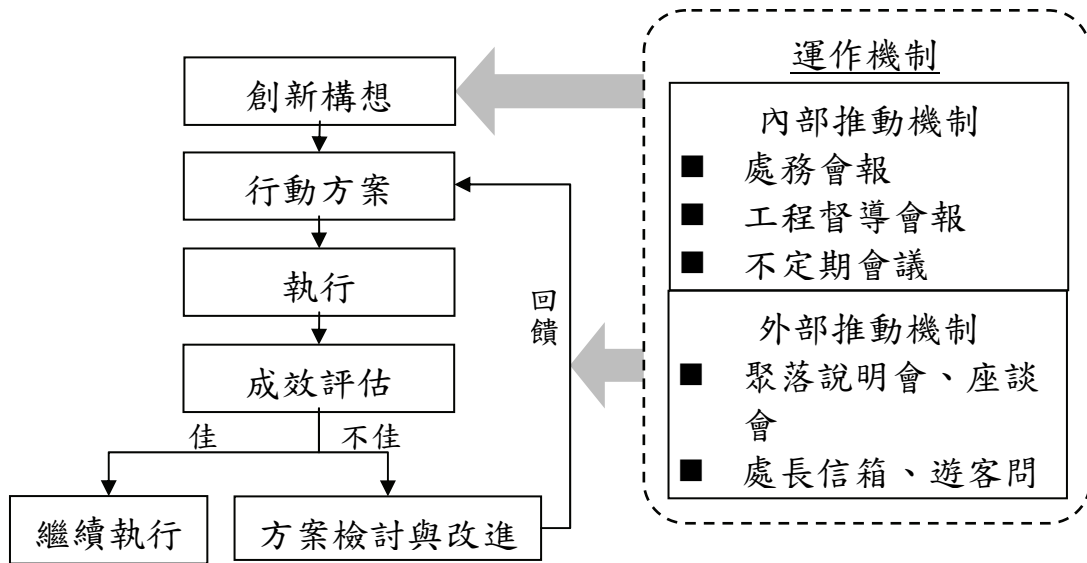 創新構想
行動方案
執行
成效評估
佳
不佳
繼續執行
方案檢討與改進
回饋
運作機制
內部推動機制
■ 處務會報
■ 工程督導會報
■ 不定期會議
外部推動機制
■ 聚落說明會、座談
會
■ 處長信箱、遊客問